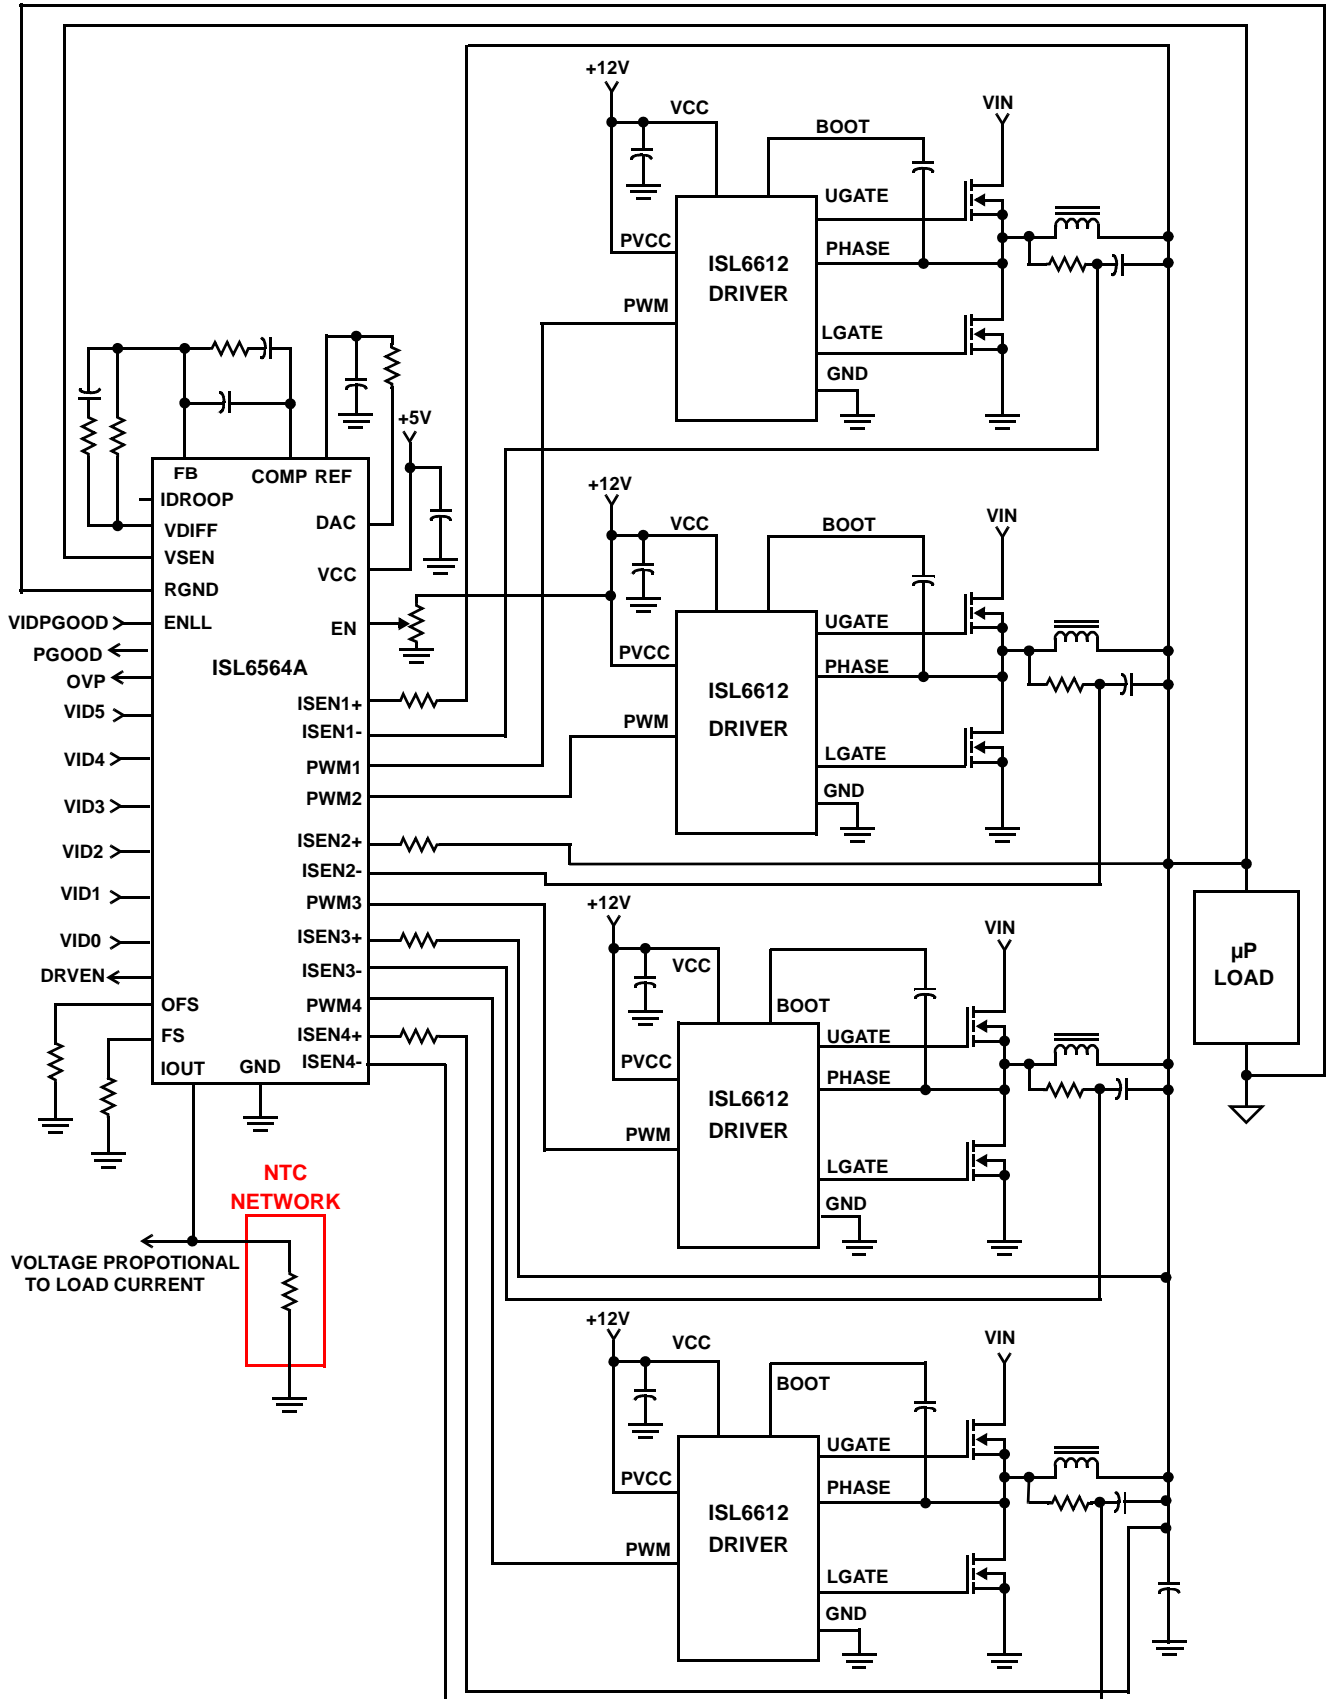 +12V
VCC
VIN
BOOT
UGATE
PVCC
PHASE
ISL6612
DRIVER
PWM
LGATE
GND
+5V
FB
COMP REF
IDROOP
DAC
VDIFF
VSEN
VCC
RGND
VIDPGOOD
ENLL
EN
PGOOD
ISL6564A
OVP
VID5
ISEN1+
ISEN1-
VID4
PWM1
VID3
PWM2
VID2
ISEN2+
ISEN2-
VID1
PWM3
VID0
ISEN3+
DRVEN
ISEN3-
OFS
PWM4
FS
ISEN4+
IOUT
GND
ISEN4-
NTC
NETWORK
VOLTAGE PROPOTIONAL
TO LOAD CURRENT
+12V
VCC
BOOT
VIN
UGATE
PVCC
PHASE
ISL6612
DRIVER
PWM
LGATE
GND
+12V
VCC
VIN
BOOT
UGATE
PVCC
PHASE
ISL6612
DRIVER
PWM
LGATE
GND
µP
LOAD
+12V
VCC
VIN
BOOT
UGATE
PVCC
PHASE
ISL6612
DRIVER
PWM
LGATE
GND